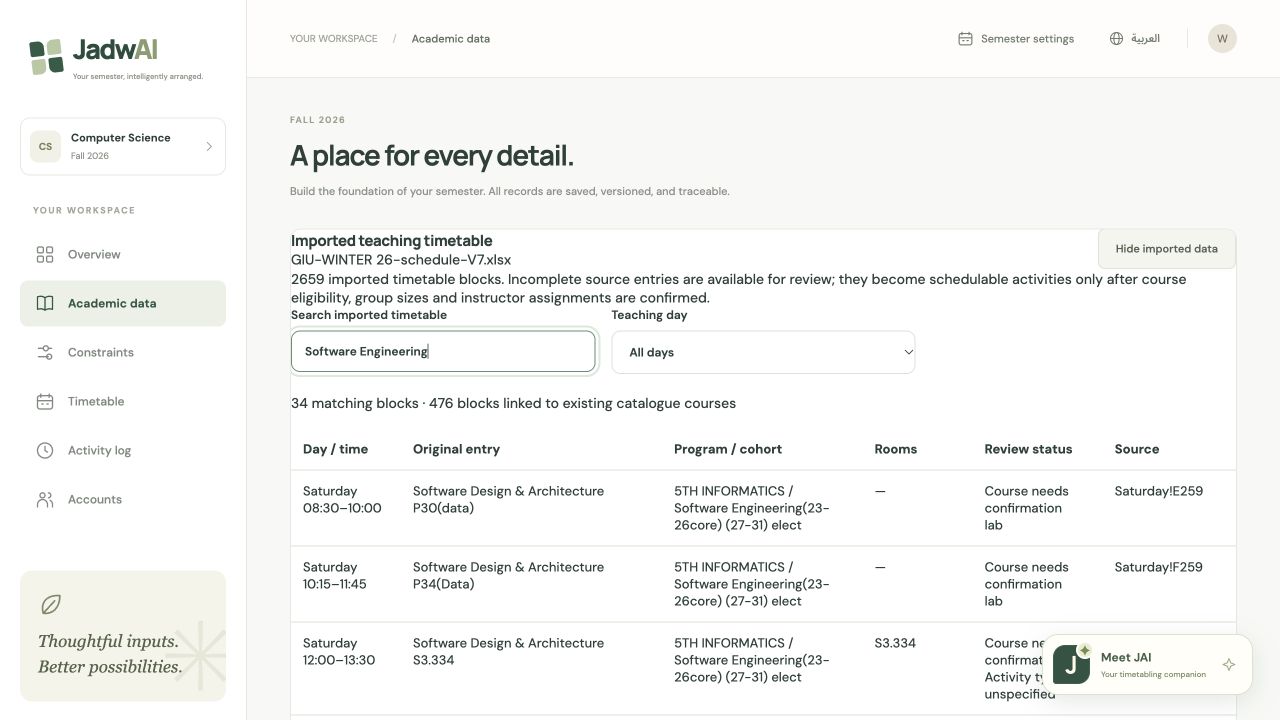 JadwAI
Your semester, intelligently arranged.
CS
Computer Science
Fall 2026
YOUR WORKSPACE
Overview
Academic data
Constraints
Timetable
Activity log
Accounts
Thoughtful inputs.
Better possibilities.
YOUR WORKSPACE / Academic data
Semester settings
العربية
W
FALL 2026
A place for every detail.
Build the foundation of your semester. All records are saved, versioned, and traceable.
Imported teaching timetable
Hide imported data
GIU-WINTER 26-schedule-V7.xlsx
2659 imported timetable blocks. Incomplete source entries are available for review; they become schedulable activities only after course
eligibility, group sizes and instructor assignments are confirmed.
Search imported timetable
Teaching day
Software Engineering
All days
34 matching blocks · 476 blocks linked to existing catalogue courses
Day / time Original entry Program / cohort Rooms Review status Source
Saturday Software Design & Architecture 5TH INFORMATICS / — Course needs Saturday!E259
08:30–10:00 P30(data) Software Engineering(23- confirmation
26core) (27-31) elect lab
Saturday Software Design & Architecture 5TH INFORMATICS / — Course needs Saturday!F259
10:15–11:45 P34(Data) Software Engineering(23- confirmation
26core) (27-31) elect lab
Saturday Software Design & Architecture 5TH INFORMATICS / S3.334 Course ne
12:00–13:30 S3.334 Software Engineering(23- confirmat
26core) (27-31) elect Activity ty
unspecified
J
Meet JAI
Your timetabling companion